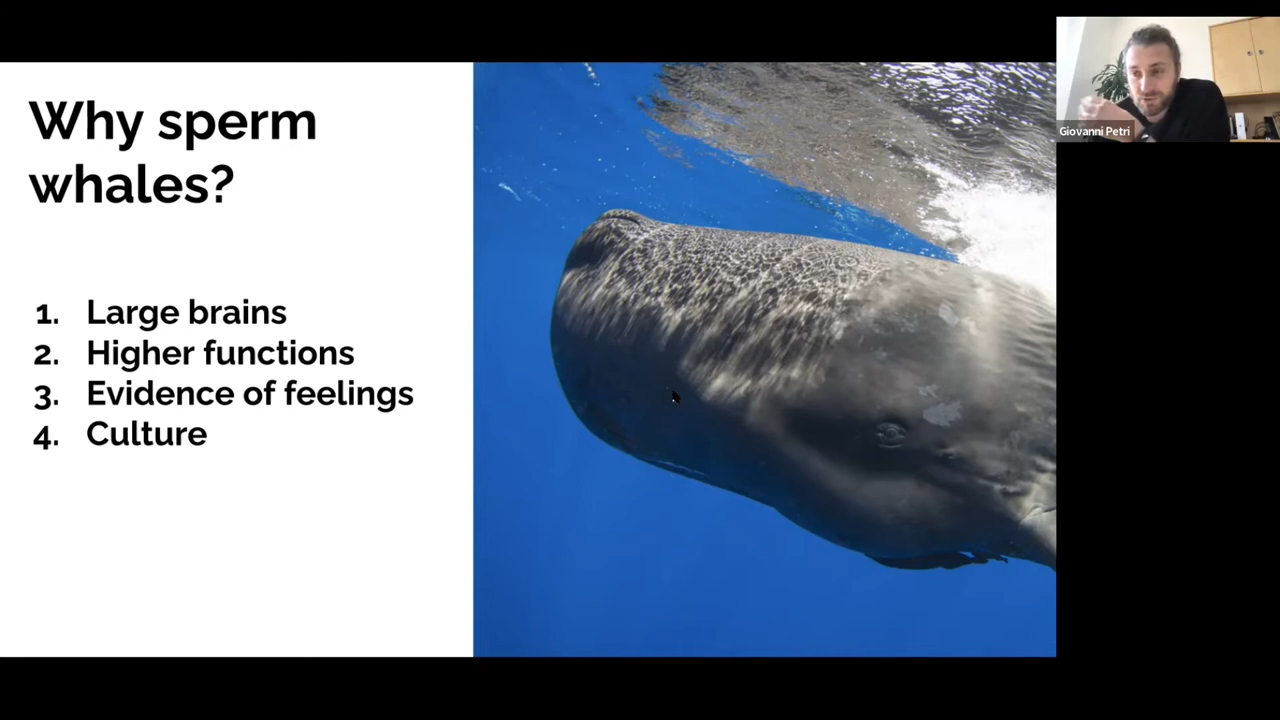 Why sperm
whales?
1. Large brains
2. Higher functions
3. Evidence of feelings
4. Culture
Giovanni Petri